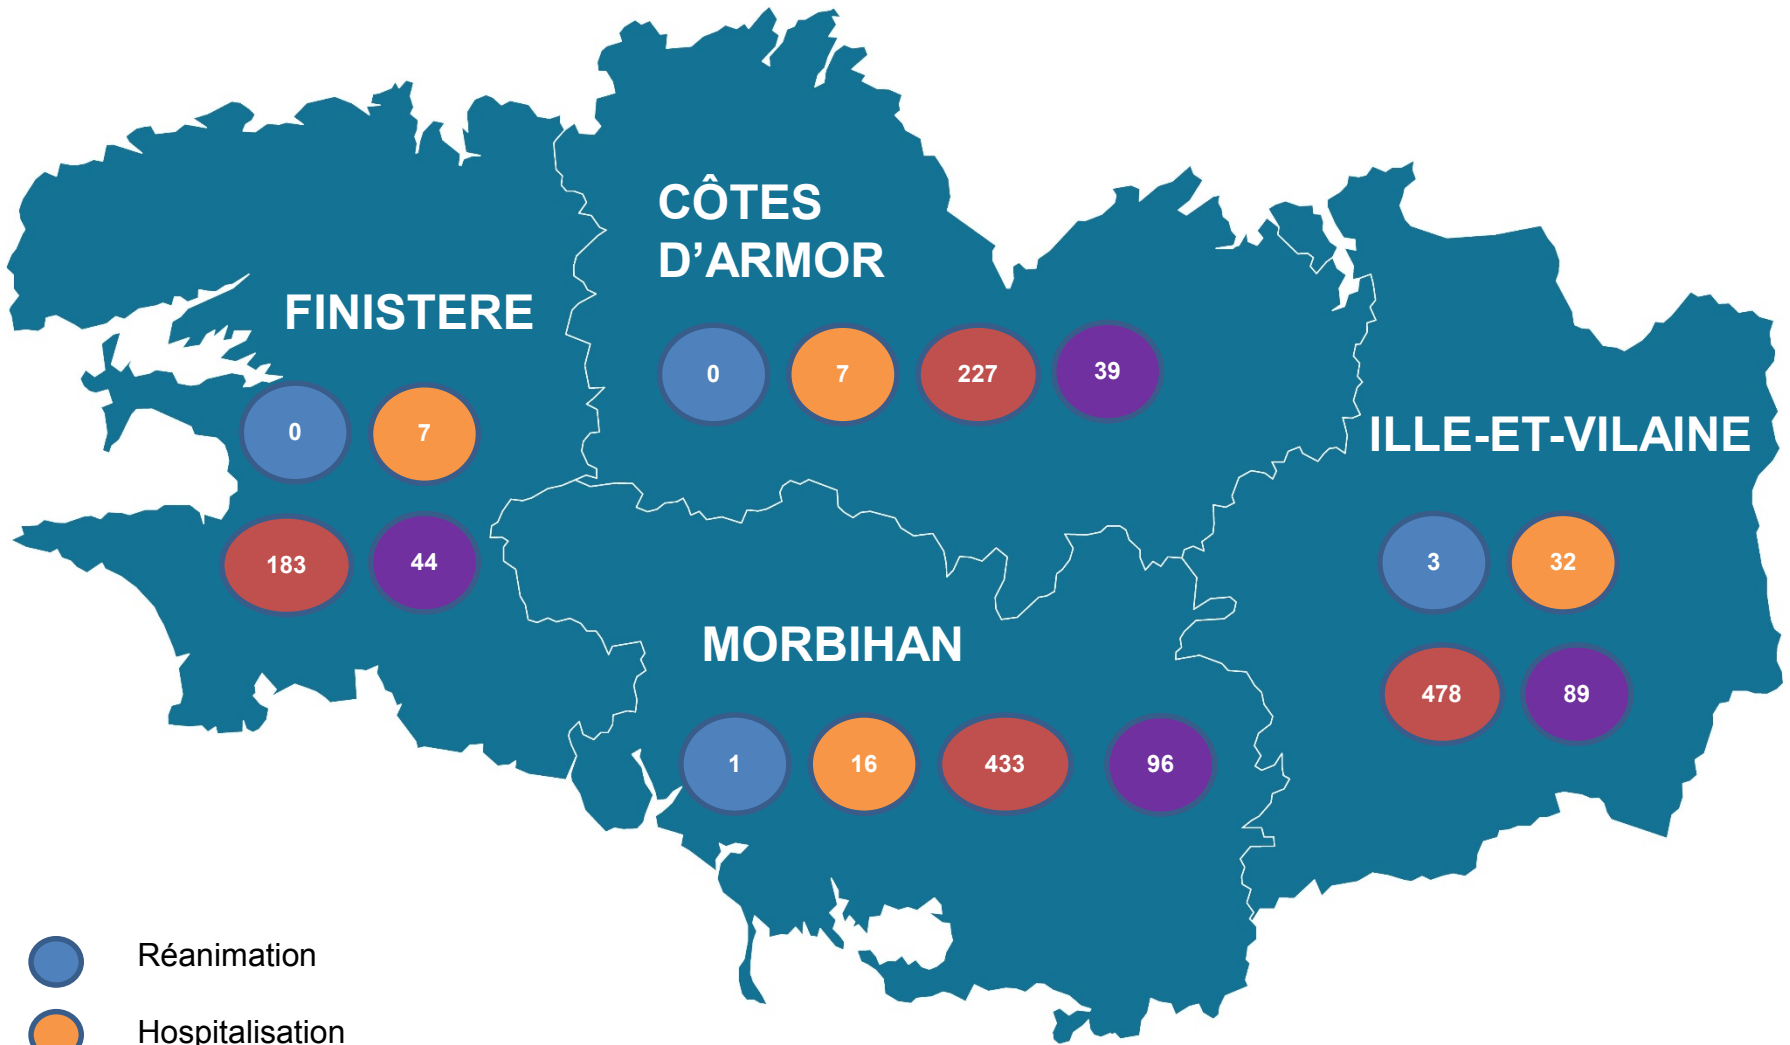 CÔTES
D’ARMOR
0 7 227 39
FINISTERE
0 7
183 44
ILLE-ET-VILAINE
3 32
478 89
MORBIHAN
1 16 433 96
Réanimation
Hospitalisation